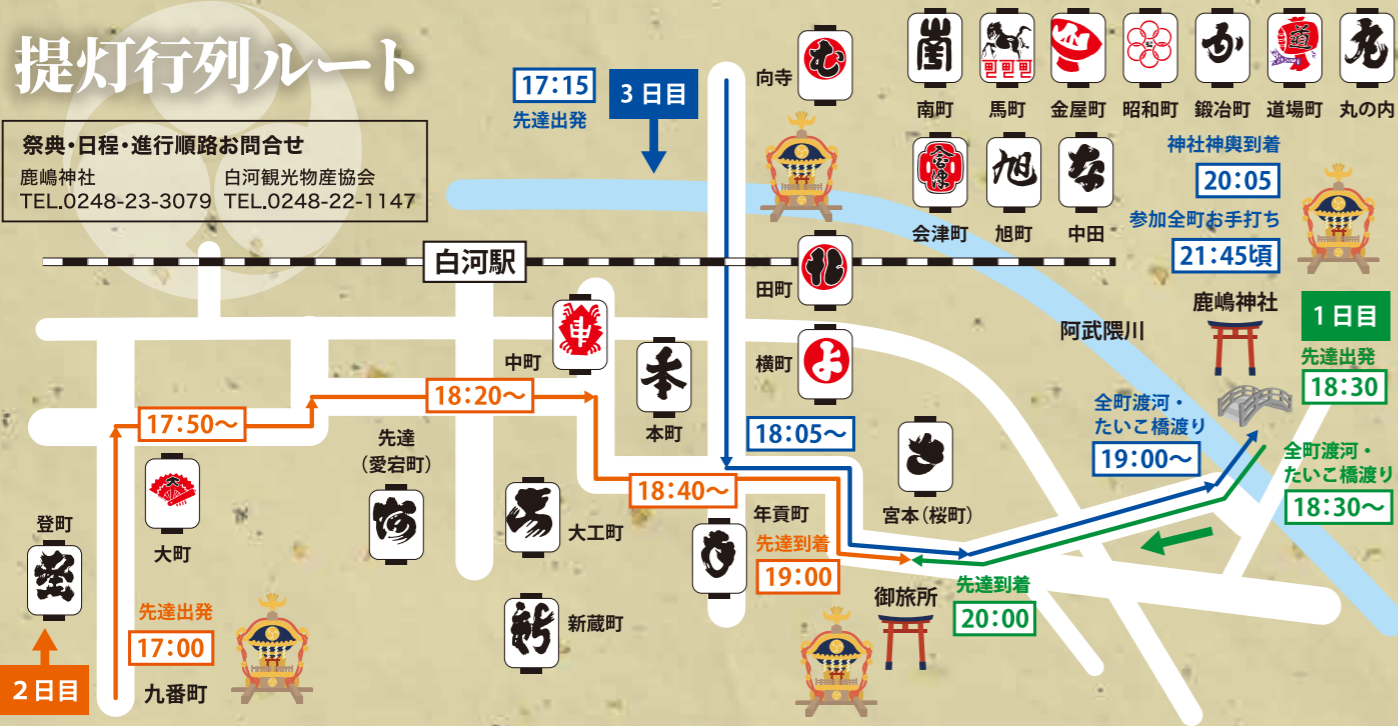 提灯行列ルート
祭典・日程・進行順路お問合せ
鹿嶋神社 白河観光物産協会
TEL.0248-23-3079 TEL.0248-22-1147
17:15
先達出発
3日目
向寺
む
南町
馬町
金屋町
昭和町
鍛冶町
道場町
丸の内
道
会津町
旭町
中田
旭
神社神輿到着
20:05
参加全町お手打ち
21:45頃
白河駅
田町
中町
本町
本
横町
よ
阿武隈川
鹿嶋神社
1日目
先達出発
18:30
17:50～
18:20～
18:05～
18:40～
全町渡河・
たいこ橋渡り
19:00～
全町渡河・
たいこ橋渡り
18:30～
大
大町
先達
(愛宕町)
大工町
新蔵町
年貢町
先達到着
19:00
宮本(桜町)
御旅所
先達到着
20:00
登町
先達出発
17:00
2日目
九番町